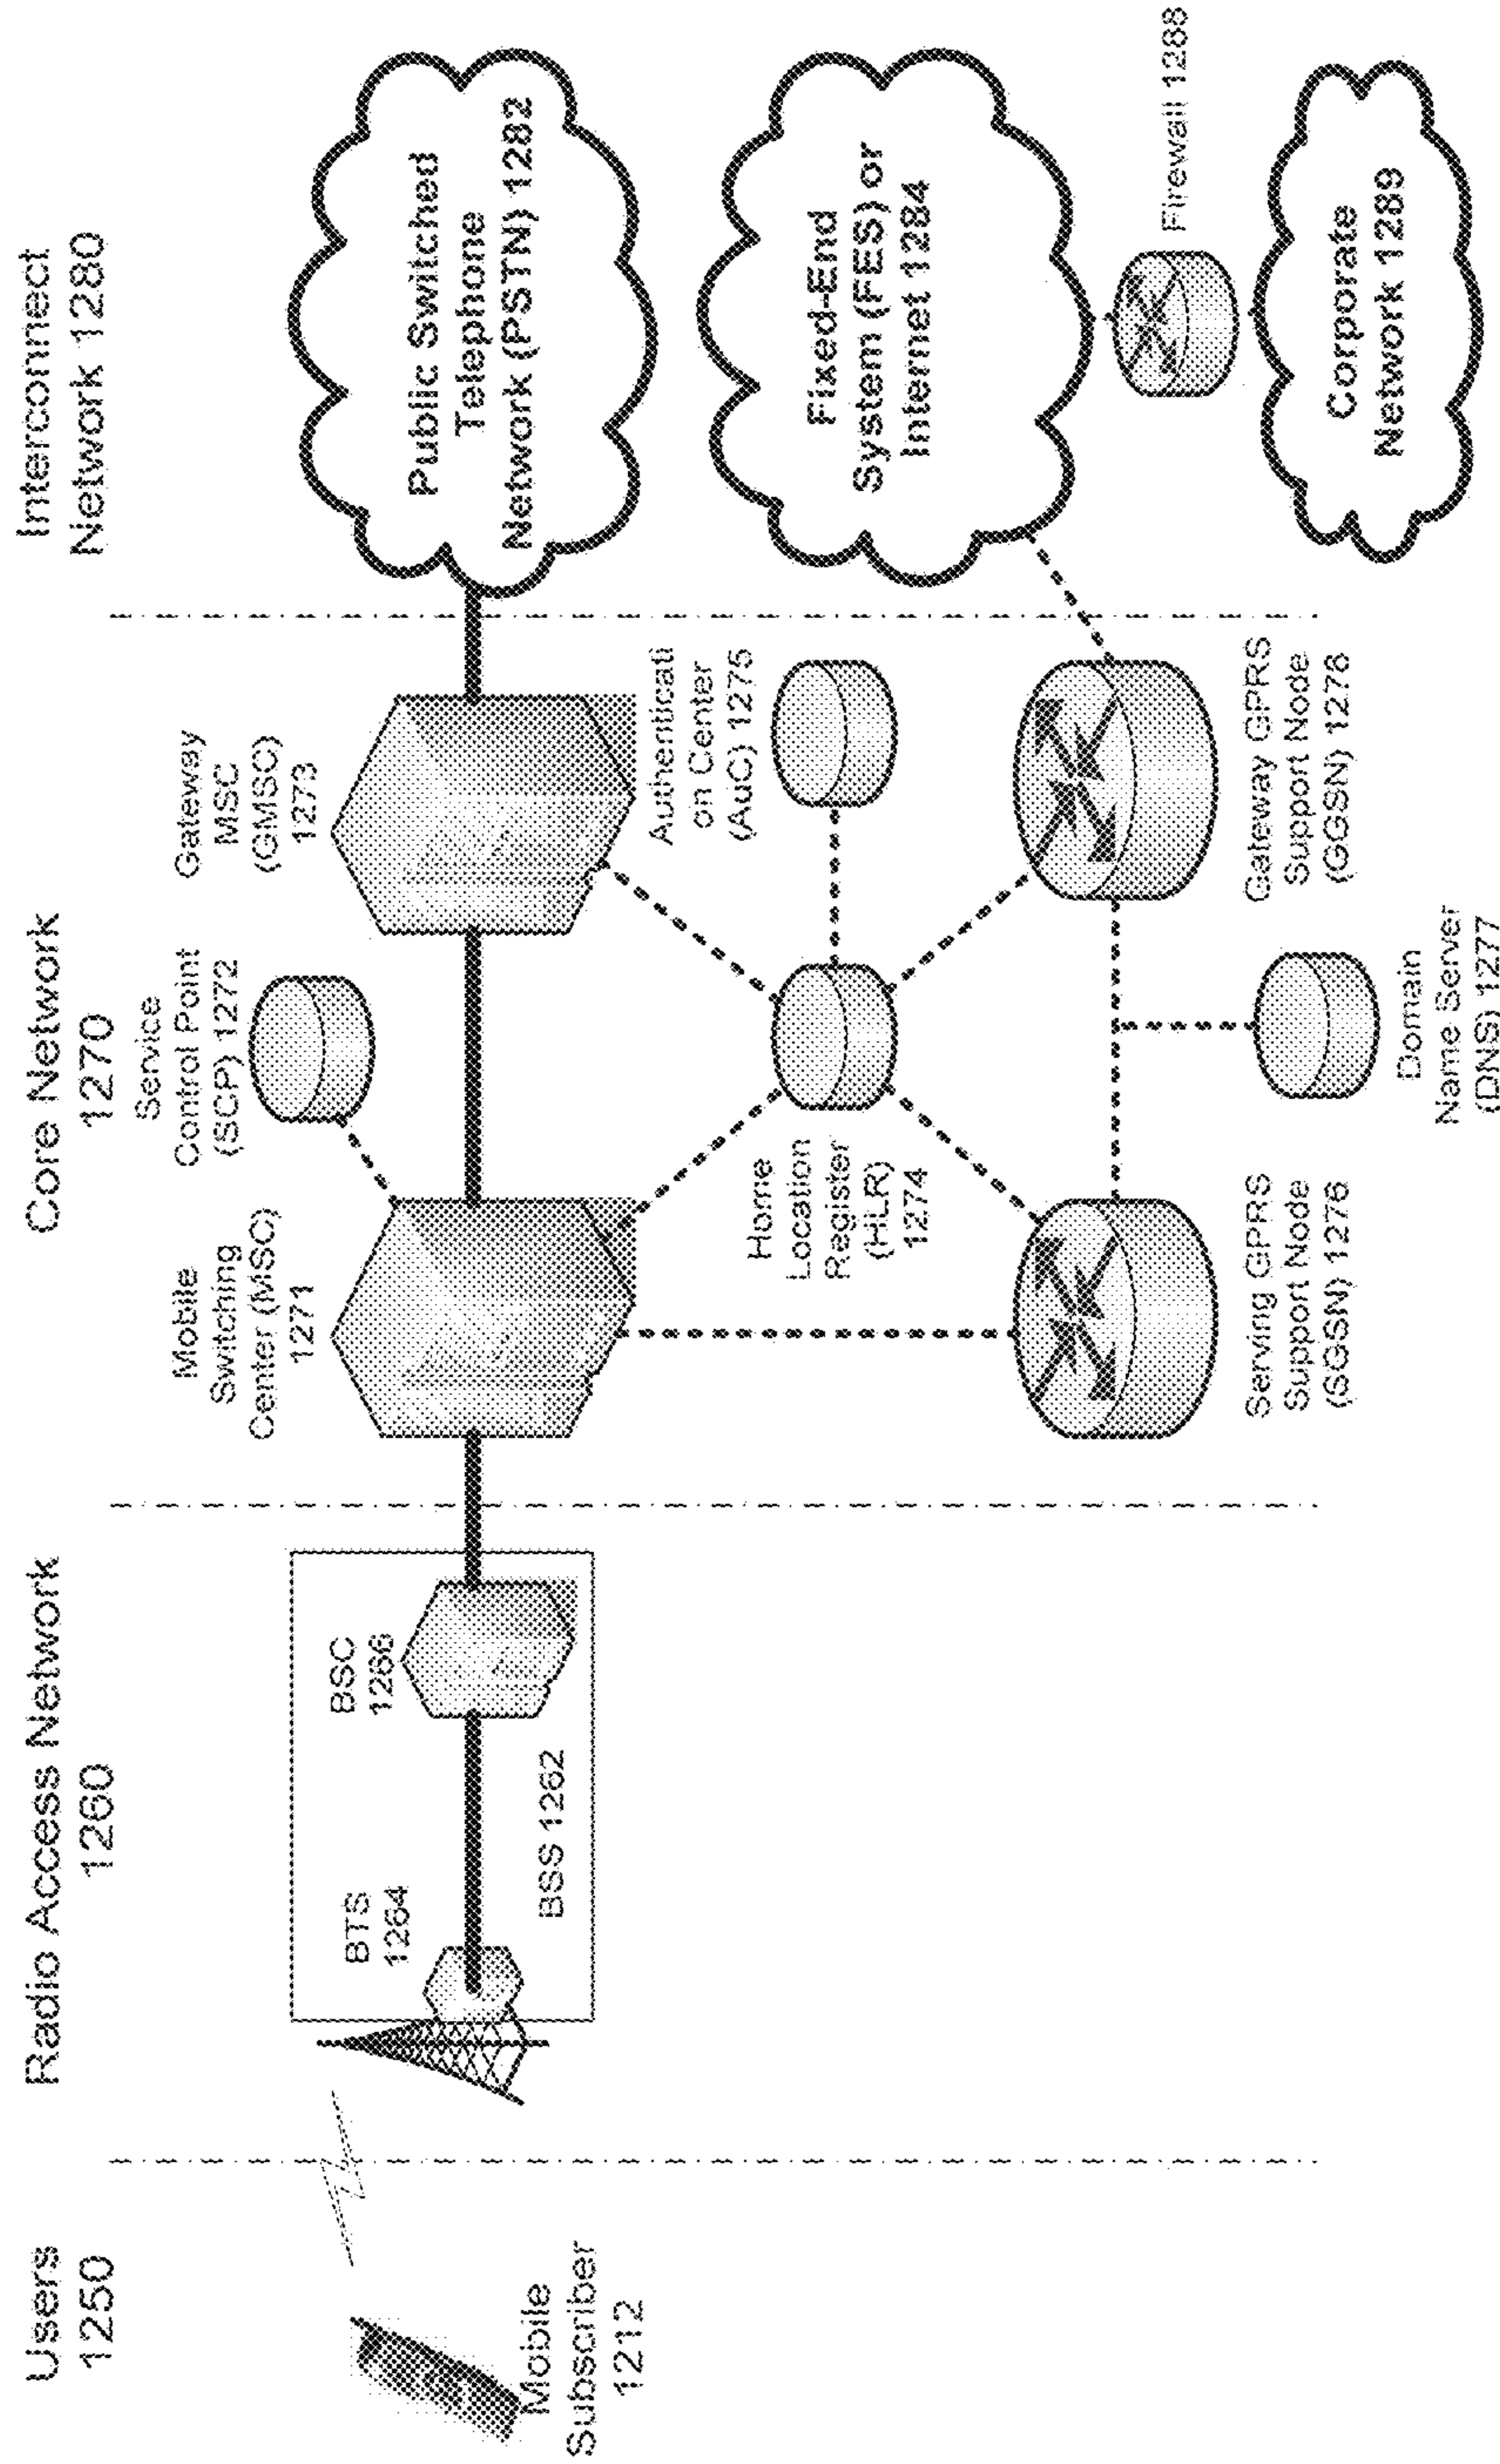 Users
1250
Radio Access Network
1260
Core Network
1270
Interconnect
Network 1280
Mobile
Subscriber
1212
BTS
1264
BSC
1266
BSS 1262
Mobile
Switching
Center (MSC)
1271
Service
Control Point
(SCP) 1272
Gateway
MSC
(GMSC)
1273
Home
Location
Register
(HLR)
1274
Authenticati
on Center
(AuC) 1275
Serving GPRS
Support Node
(SGSN) 1276
Domain
Name Server
(DNS) 1277
Gateway GPRS
Support Node
(GGSN) 1278
Public Switched
Telephone
Network (PSTN) 1282
Fixed-End
System (FES) or
Internet 1284
Firewall 1288
Corporate
Network 1289